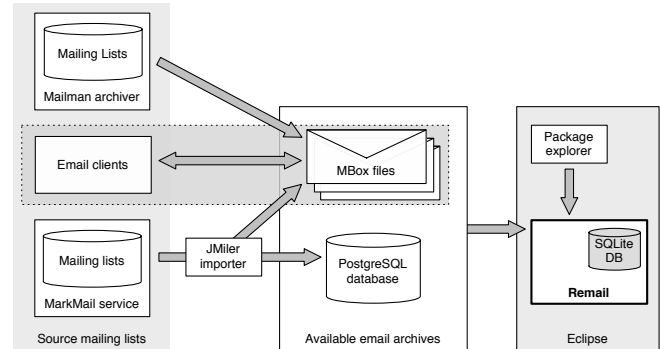 Mailing Lists
Mailman archiver
Email clients
Mailing lists
MarkMail service
Source mailing lists
JMiler
importer
MBox files
PostgreSQL
database
Available email archives
Package
explorer
SQLite
DB
Remail
Eclipse